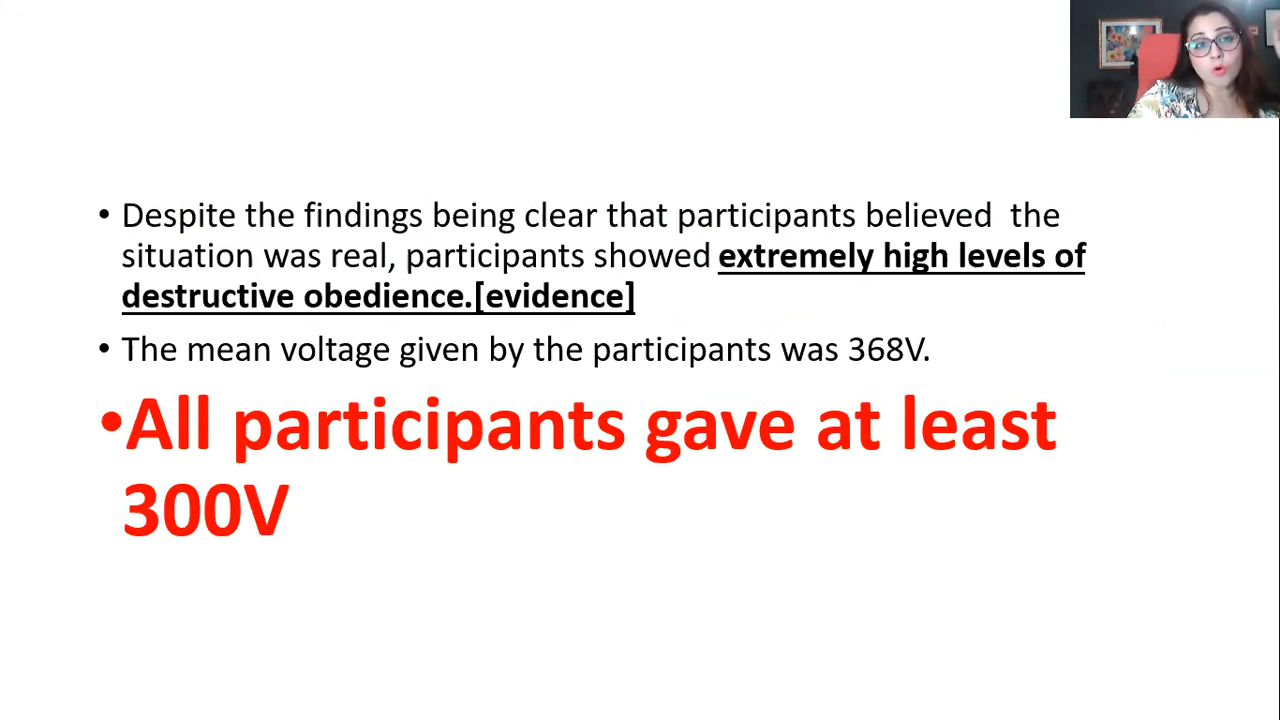 • Despite the findings being clear that participants believed  the
situation was real, participants showed extremely high levels of
destructive obedience.[evidence]
• The mean voltage given by the participants was 368V.
•All participants gave at least
300V